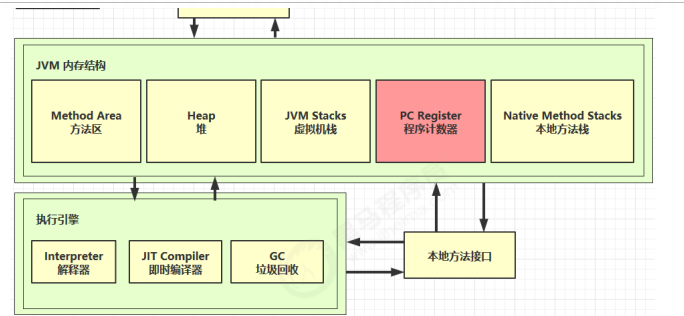 JVM 内存结构
Method Area
方法区
Heap
堆
JVM Stacks
虚拟机栈
PC Register
程序计数器
Native Method Stacks
本地方法栈
执行引擎
Interpreter
解释器
JIT Compiler
即时编译器
GC
垃圾回收
本地方法接口